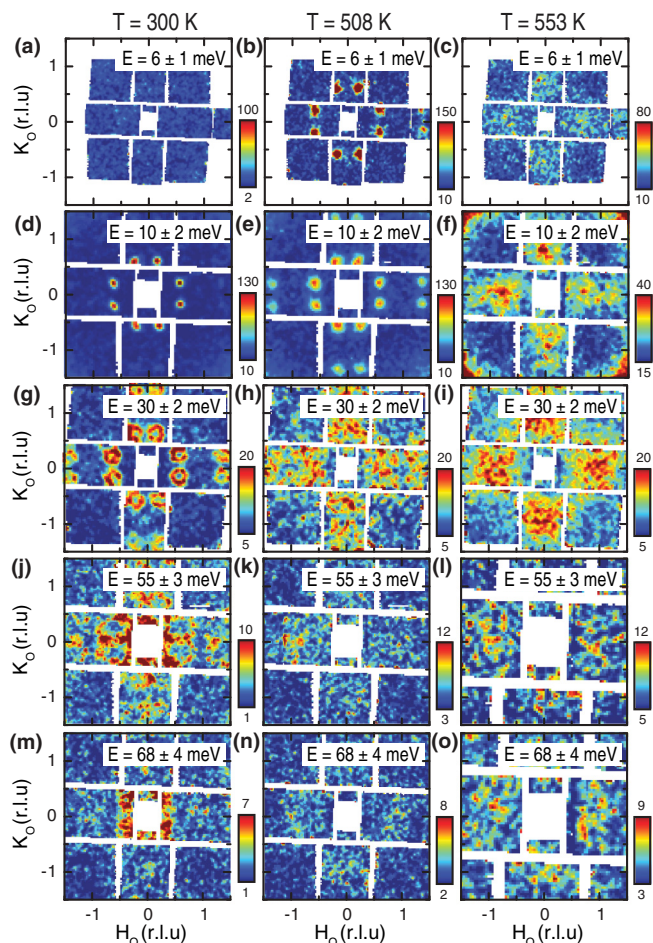 T = 300 K T = 508 K T = 553 K
(a) E = 6 ± 1 meV (b) E = 6 ± 1 meV (c) E = 6 ± 1 meV
K_O (r.l.u) 1 0 -1 100 2 150 10 80 10
(d) E = 10 ± 2 meV (e) E = 10 ± 2 meV (f) E = 10 ± 2 meV
K_O (r.l.u) 1 0 -1 130 10 130 10 40 15
(g) E = 30 ± 2 meV (h) E = 30 ± 2 meV (i) E = 30 ± 2 meV
K_O (r.l.u) 1 0 -1 20 5 20 5 20 5
(j) E = 55 ± 3 meV (k) E = 55 ± 3 meV (l) E = 55 ± 3 meV
K_O (r.l.u) 1 0 -1 10 1 12 3 12 5
(m) E = 68 ± 4 meV (n) E = 68 ± 4 meV (o) E = 68 ± 4 meV
K_O (r.l.u) 1 0 -1 7 1 8 2 9 3
-1 0 1 -1 0 1 -1 0 1
H_O (r.l.u) H_O (r.l.u) H_O (r.l.u)